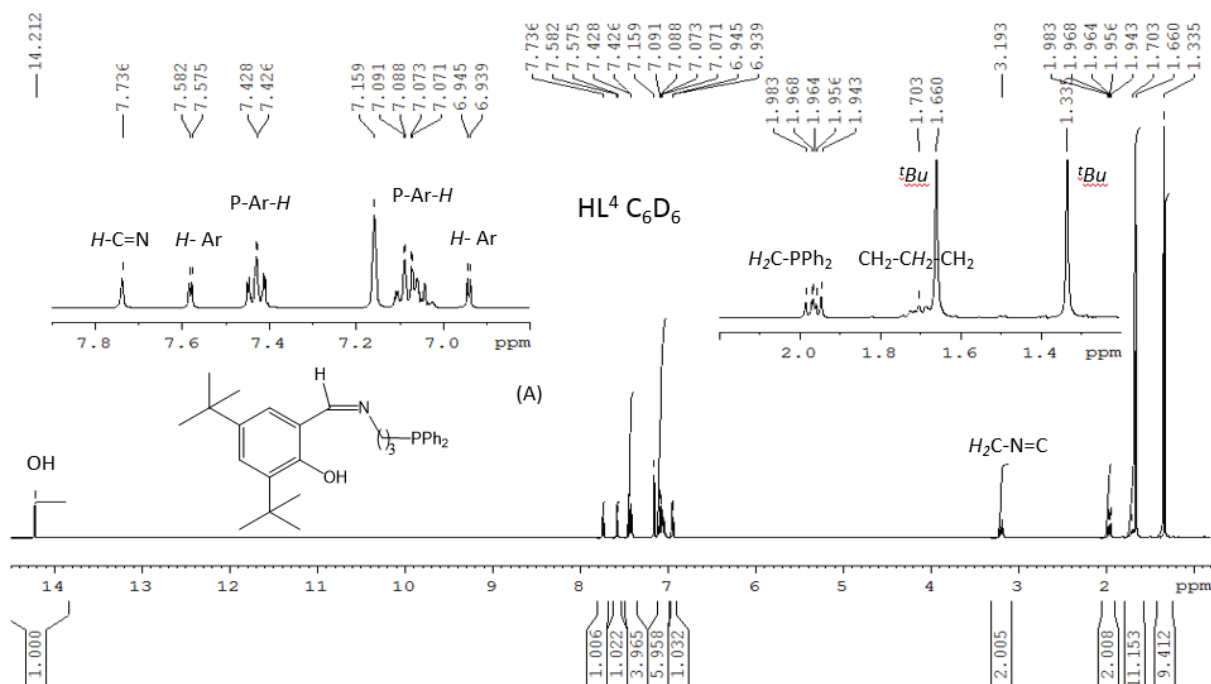 14.212
7.736
7.582
7.575
7.428
7.426
7.159
7.091
7.088
7.073
7.071
6.945
6.939
7.736
7.582
7.575
7.428
7.426
7.159
7.091
7.088
7.073
7.071
6.945
6.939
3.193
1.983
1.968
1.964
1.956
1.943
1.703
1.660
1.335
1.983
1.968
1.964
1.956
1.943
1.703
1.660
1.335
H-C=N
H- Ar
P-Ar-H
P-Ar-H
H- Ar
HL⁴ C₆D₆
H₂C-PPh₂
CH₂-CH₂-CH₂
ᵗBu
ᵗBu
7.8 7.6 7.4 7.2 7.0 ppm
2.0 1.8 1.6 1.4 ppm
H
N
( )₃
PPh₂
OH
(A)
OH
H₂C-N=C
14 13 12 11 10 9 8 7 6 5 4 3 2 ppm
1.000
1.006
1.022
3.965
5.958
1.032
2.005
2.008
11.153
9.412